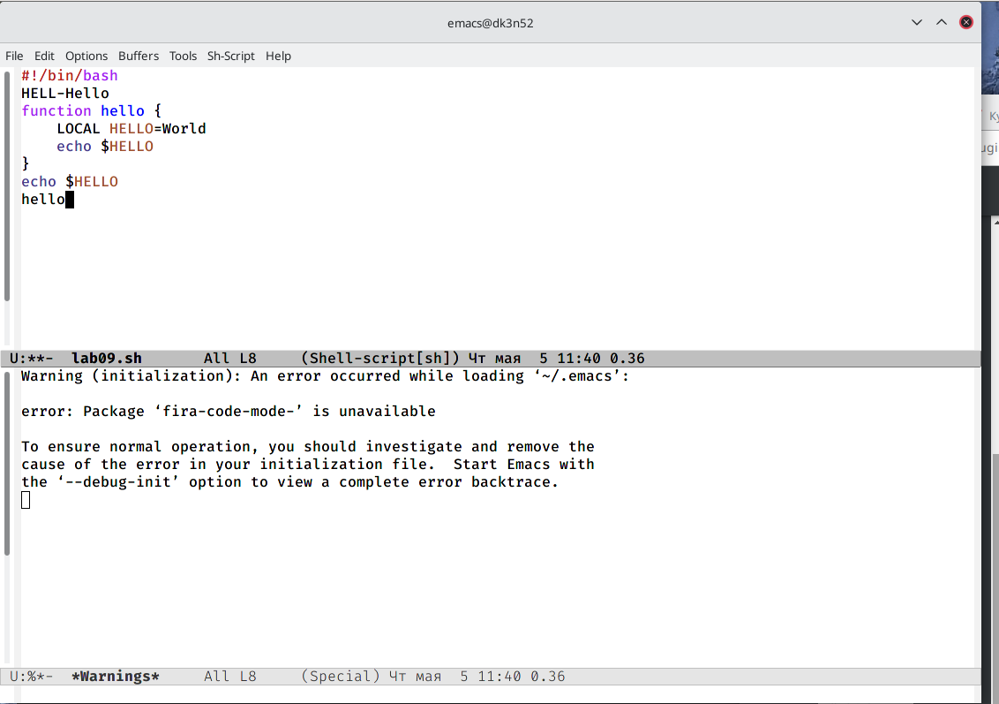 emacs@dk3n52
File Edit Options Buffers Tools Sh-Script Help
#!/bin/bash
HELL-Hello
function hello {
    LOCAL HELLO=World
    echo $HELLO
}
echo $HELLO
hello
U:**-  lab09.sh       All L8     (Shell-script[sh]) Чт мая  5 11:40 0.36
Warning (initialization): An error occurred while loading ‘~/.emacs’:
error: Package ‘fira-code-mode-’ is unavailable
To ensure normal operation, you should investigate and remove the
cause of the error in your initialization file.  Start Emacs with
the ‘--debug-init’ option to view a complete error backtrace.
U:%*-  *Warnings*     All L8     (Special) Чт мая  5 11:40 0.36